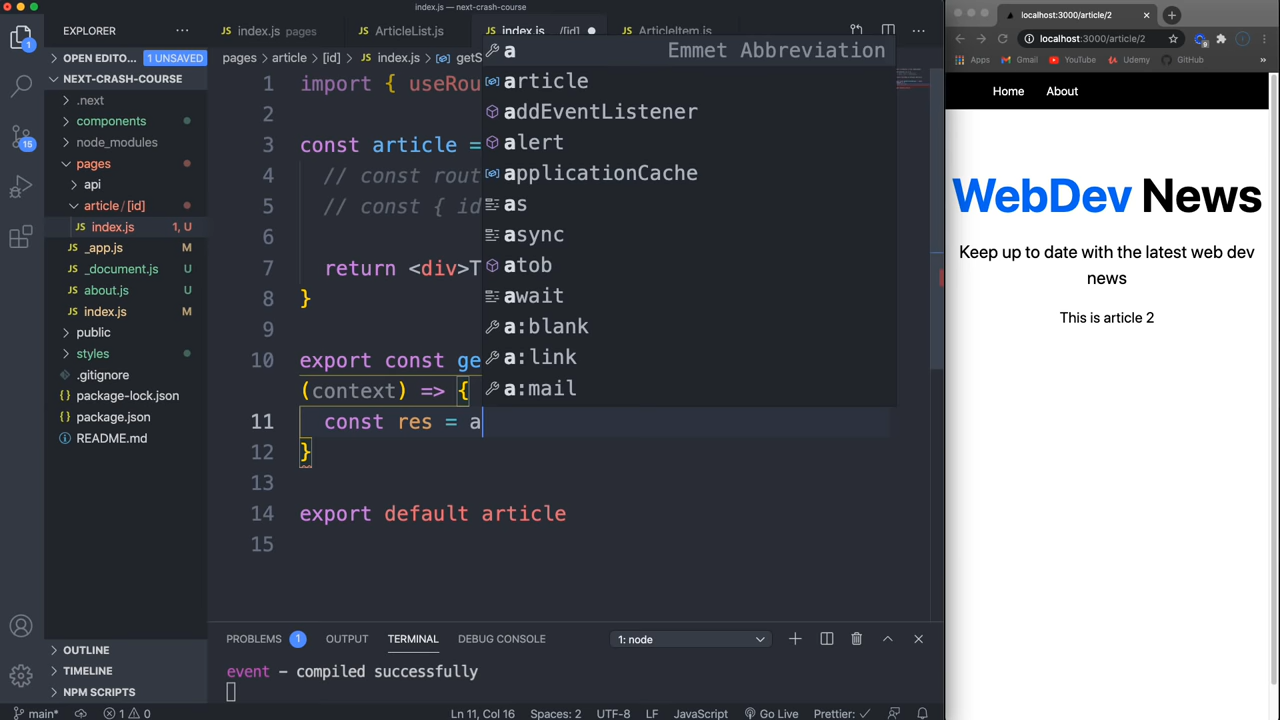 index.js — next-crash-course
EXPLORER
OPEN EDITO... 1 UNSAVED
NEXT-CRASH-COURSE
.next
components
node_modules
pages
api
article / [id]
index.js 1, U
_app.js M
_document.js U
about.js U
index.js M
public
styles
.gitignore
package-lock.json
package.json
README.md
OUTLINE
TIMELINE
NPM SCRIPTS
1
15
index.js pages
ArticleList.js
index.js /[id]
ArticleItem.js
pages > article > [id] > index.js > getS
1 import { useRou
2
3 const article =
4 // const rout
5 // const { id
6
7 return <div>T
8 }
9
10 export const ge
(context) => {
11 const res = a
12 }
13
14 export default article
15
a Emmet Abbreviation
article
addEventListener
alert
applicationCache
as
async
atob
await
a:blank
a:link
a:mail
PROBLEMS 1 OUTPUT TERMINAL DEBUG CONSOLE 1: node
event - compiled successfully
main* 1 0 Ln 11, Col 16 Spaces: 2 UTF-8 LF JavaScript Go Live Prettier: ✓
localhost:3000/article/2
localhost:3000/article/2
Apps Gmail YouTube Udemy GitHub »
Home About
WebDev News
Keep up to date with the latest web dev
news
This is article 2